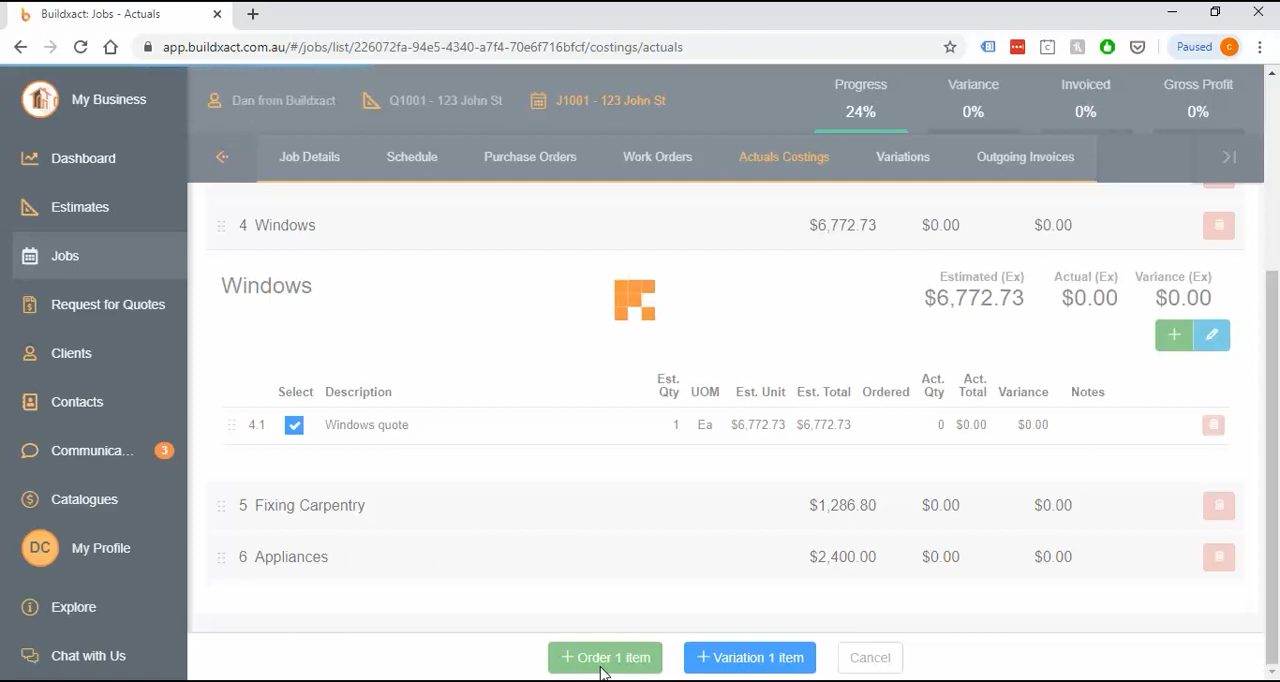 Buildxact: Jobs - Actuals
app.buildxact.com.au/#/jobs/list/226072fa-94e5-4340-a7f4-70e6f716bfcf/costings/actuals
Paused c
My Business
Dan from Buildxact Q1001 - 123 John St J1001 - 123 John St
Progress Variance Invoiced Gross Profit
24% 0% 0% 0%
Dashboard
Job Details Schedule Purchase Orders Work Orders Actuals Costings Variations Outgoing Invoices
Estimates
4 Windows $6,772.73 $0.00 $0.00
Jobs
Windows
Estimated (Ex) Actual (Ex) Variance (Ex)
$6,772.73 $0.00 $0.00
Request for Quotes
Clients
Select Description Est. Qty UOM Est. Unit Est. Total Ordered Act. Qty Act. Total Variance Notes
Contacts
4.1 Windows quote 1 Ea $6,772.73 $6,772.73 0 $0.00 $0.00
Communica... 3
Catalogues
5 Fixing Carpentry $1,286.80 $0.00 $0.00
DC My Profile
6 Appliances $2,400.00 $0.00 $0.00
Explore
Chat with Us
+ Order 1 item + Variation 1 item Cancel